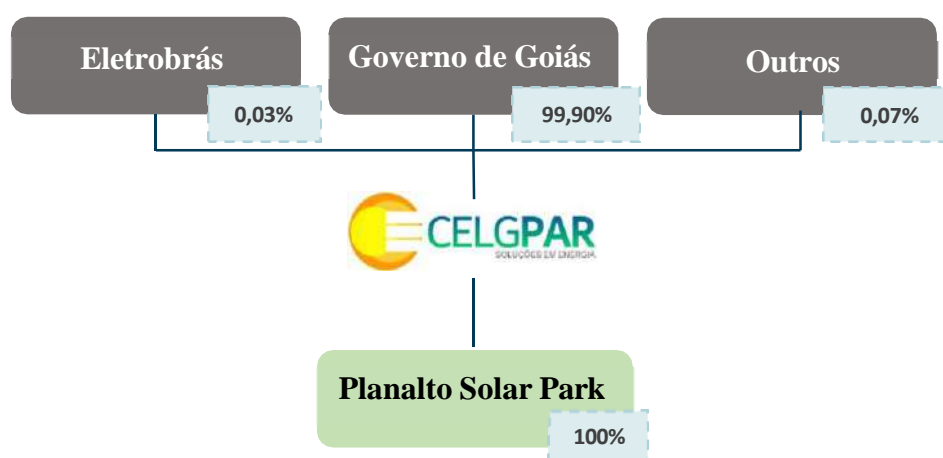 Eletrobrás
Governo de Goiás
Outros
0,03%
99,90%
0,07%
CELGPAR
SOLUÇÕES EM ENERGIA
Planalto Solar Park
100%